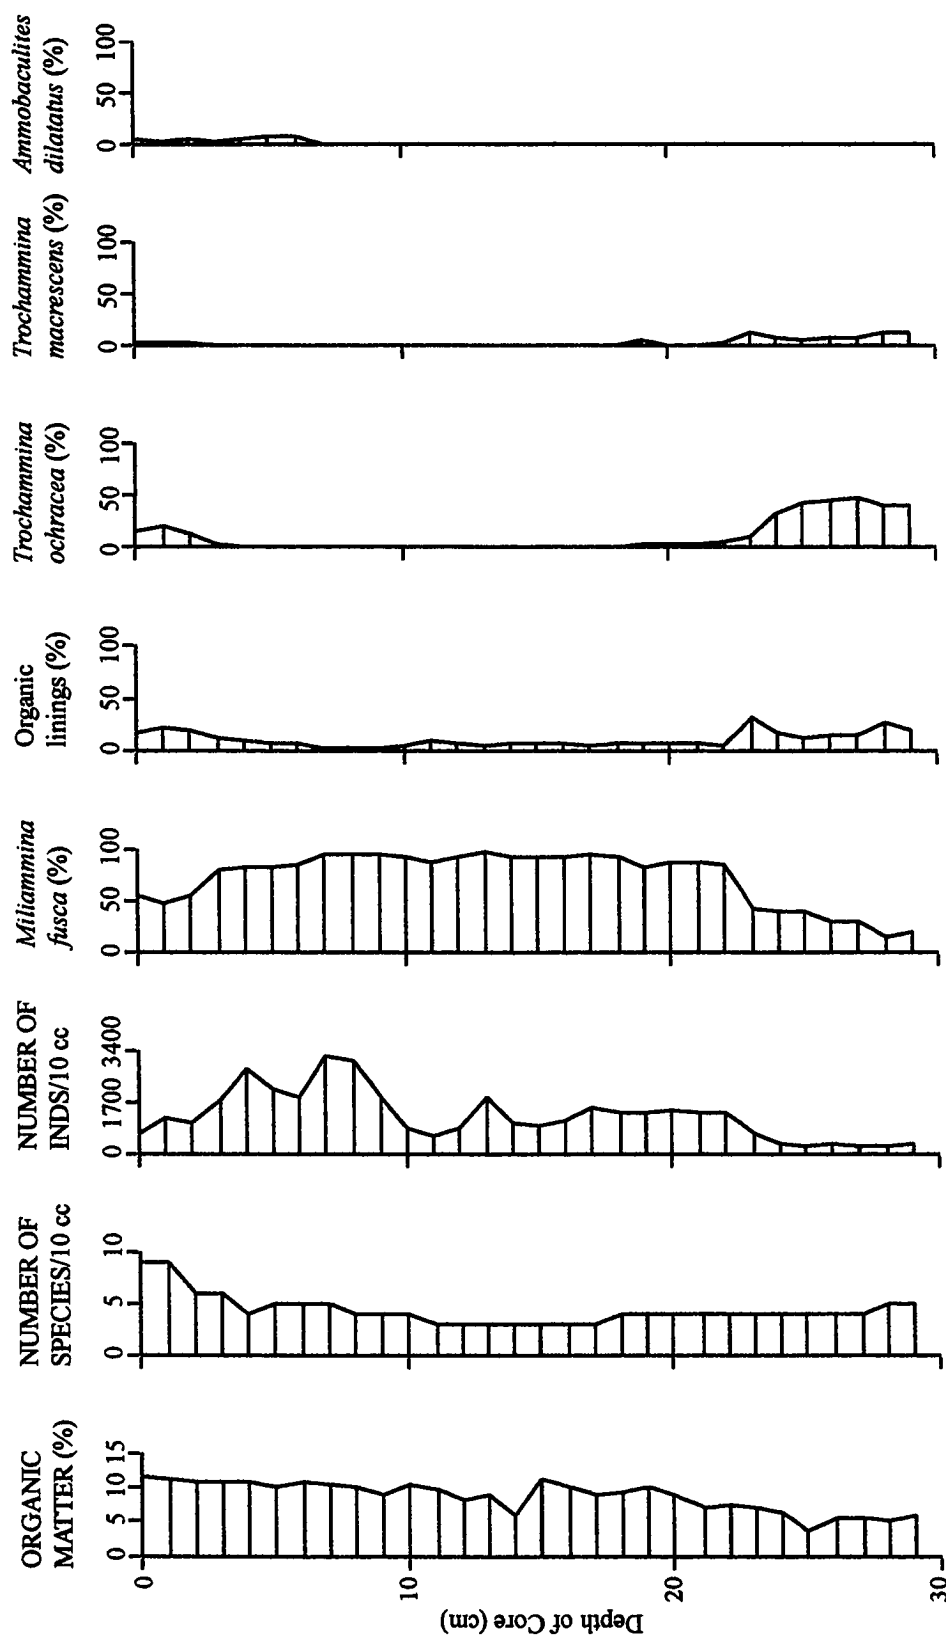 ORGANIC
MATTER (%)
0 5 10 15
NUMBER OF
SPECIES/10 cc
0 5 10
NUMBER OF
INDS/10 cc
0 1700 3400
Miliammina
fusca (%)
0 50 100
Organic
linings (%)
0 50 100
Trochammina
ochracea (%)
0 50 100
Trochammina
macrescens (%)
0 50 100
Ammobaculites
dilatatus (%)
0 50 100
0
10
20
30
Depth of Core (cm)